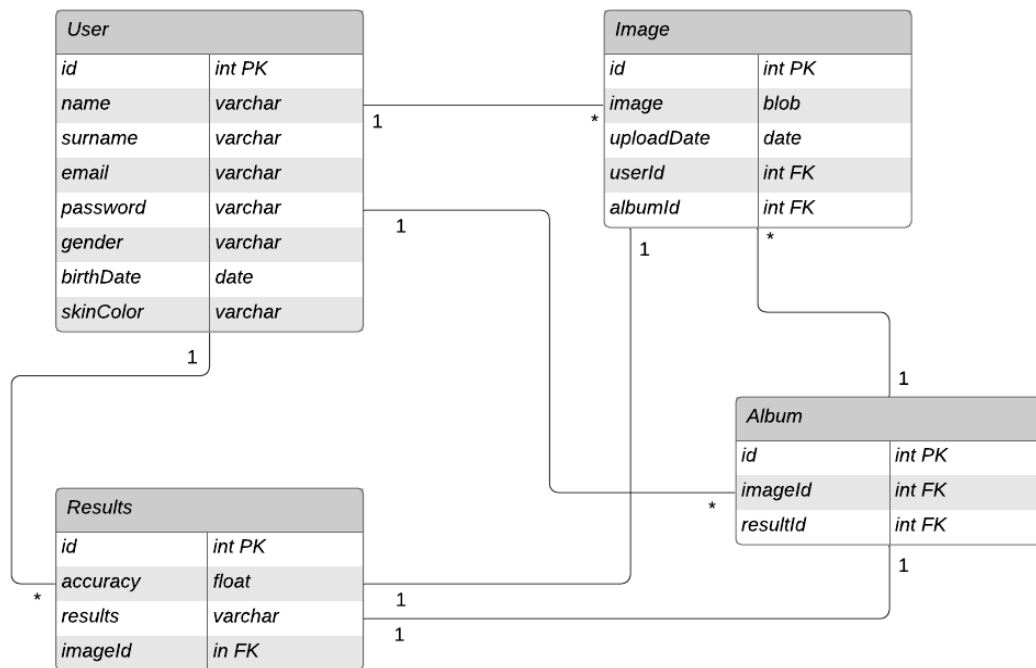 User
id int PK
name varchar
surname varchar
email varchar
password varchar
gender varchar
birthDate date
skinColor varchar
Image
id int PK
image blob
uploadDate date
userId int FK
albumId int FK
1
*
1
1
*
1
1
Album
id int PK
imageId int FK
resultId int FK
*
1
Results
id int PK
accuracy float
results varchar
imageId in FK
*
1
1